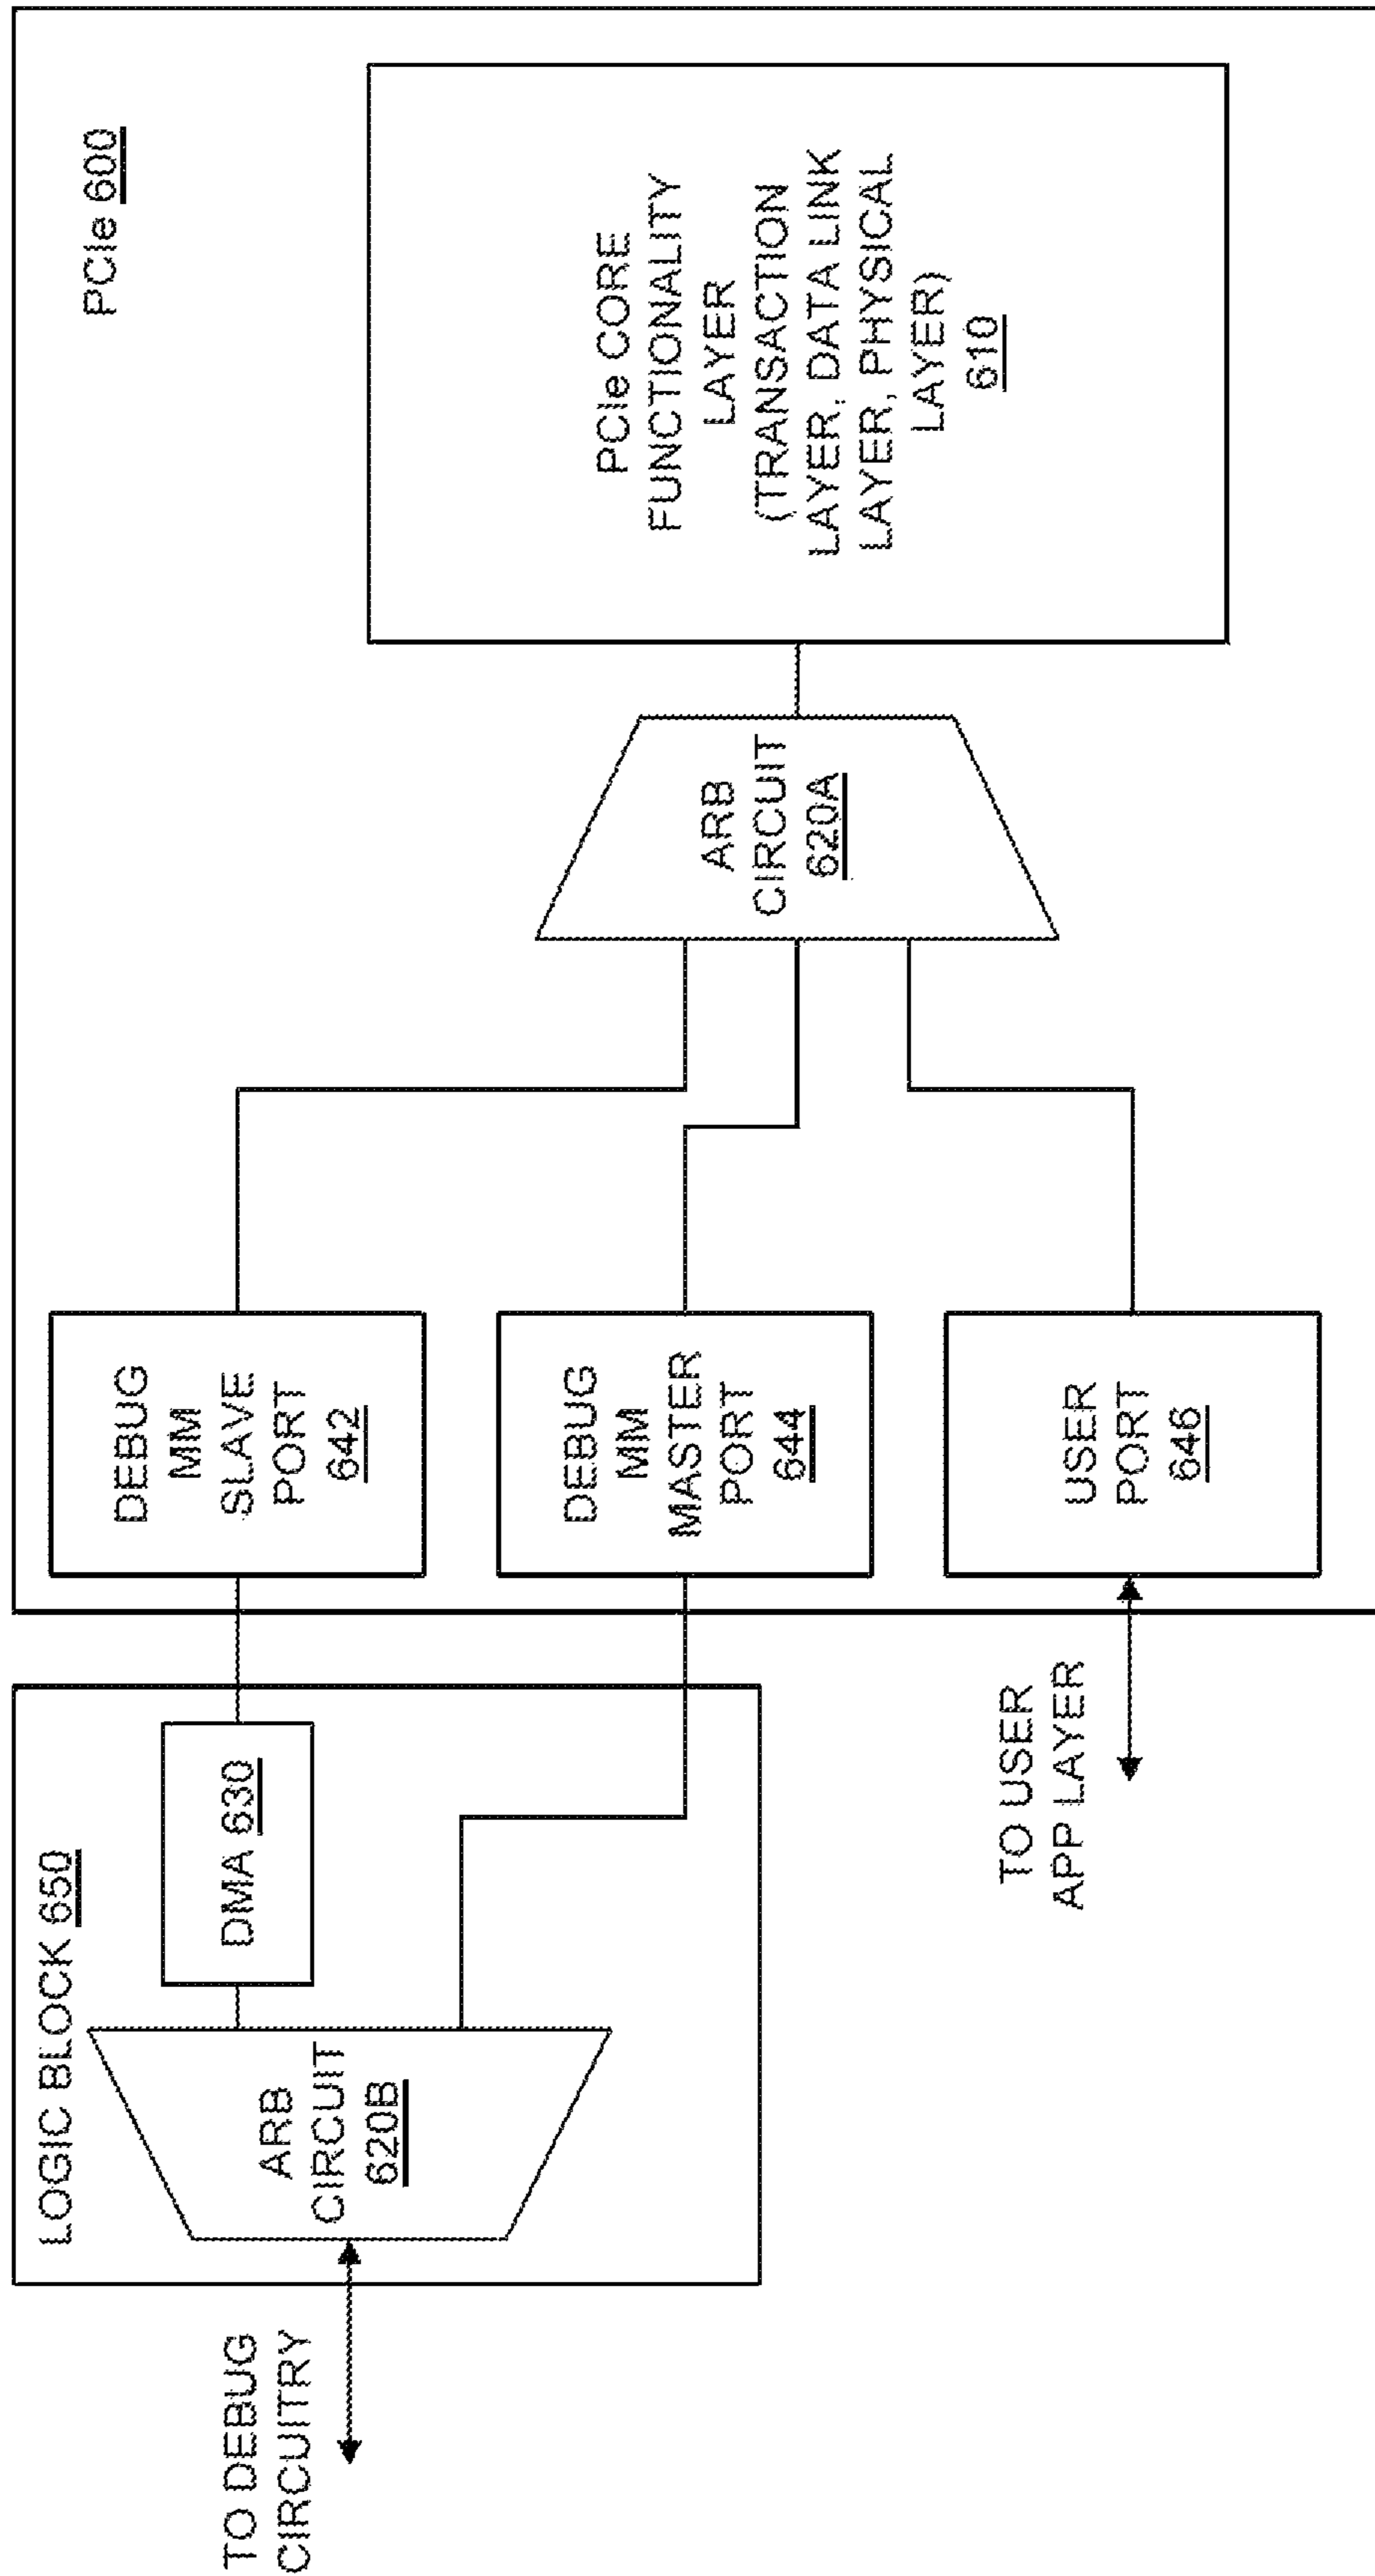 PCIe 600
PCIe CORE
FUNCTIONALITY
LAYER
(TRANSACTION
LAYER, DATA LINK
LAYER, PHYSICAL
LAYER)
610
ARB
CIRCUIT
620A
DEBUG
MM
SLAVE
PORT
642
DEBUG
MM
MASTER
PORT
644
USER
PORT
646
LOGIC BLOCK 650
DMA 630
ARB
CIRCUIT
620B
TO USER
APP LAYER
TO DEBUG
CIRCUITRY